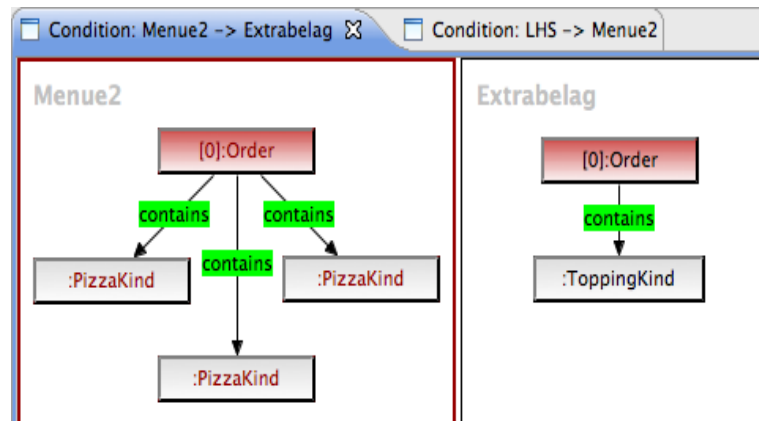 Condition: Menue2 -> Extrabelag
Condition: LHS -> Menue2
Menue2
[0]:Order
contains
contains
contains
:PizzaKind
:PizzaKind
:PizzaKind
Extrabelag
[0]:Order
contains
:ToppingKind